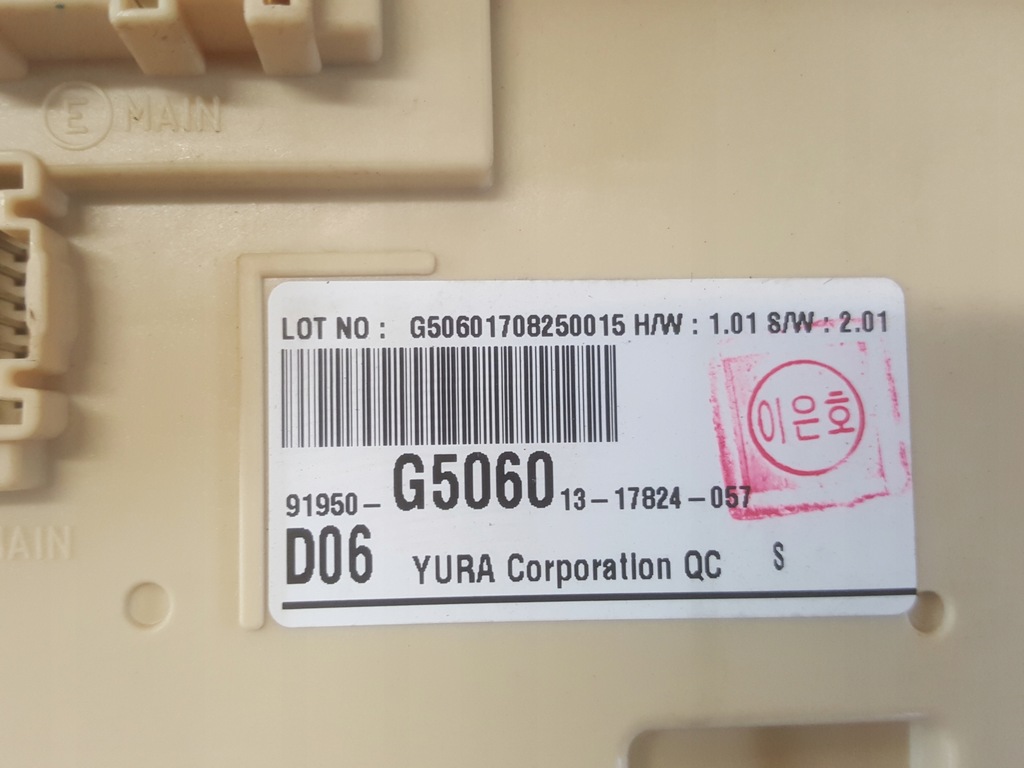 E MAIN
LOT NO : G50601708250015 H/W : 1.01 S/W : 2.01
이은호
91950- G5060 13-17824-057
D06 YURA Corporation QC S
MAIN